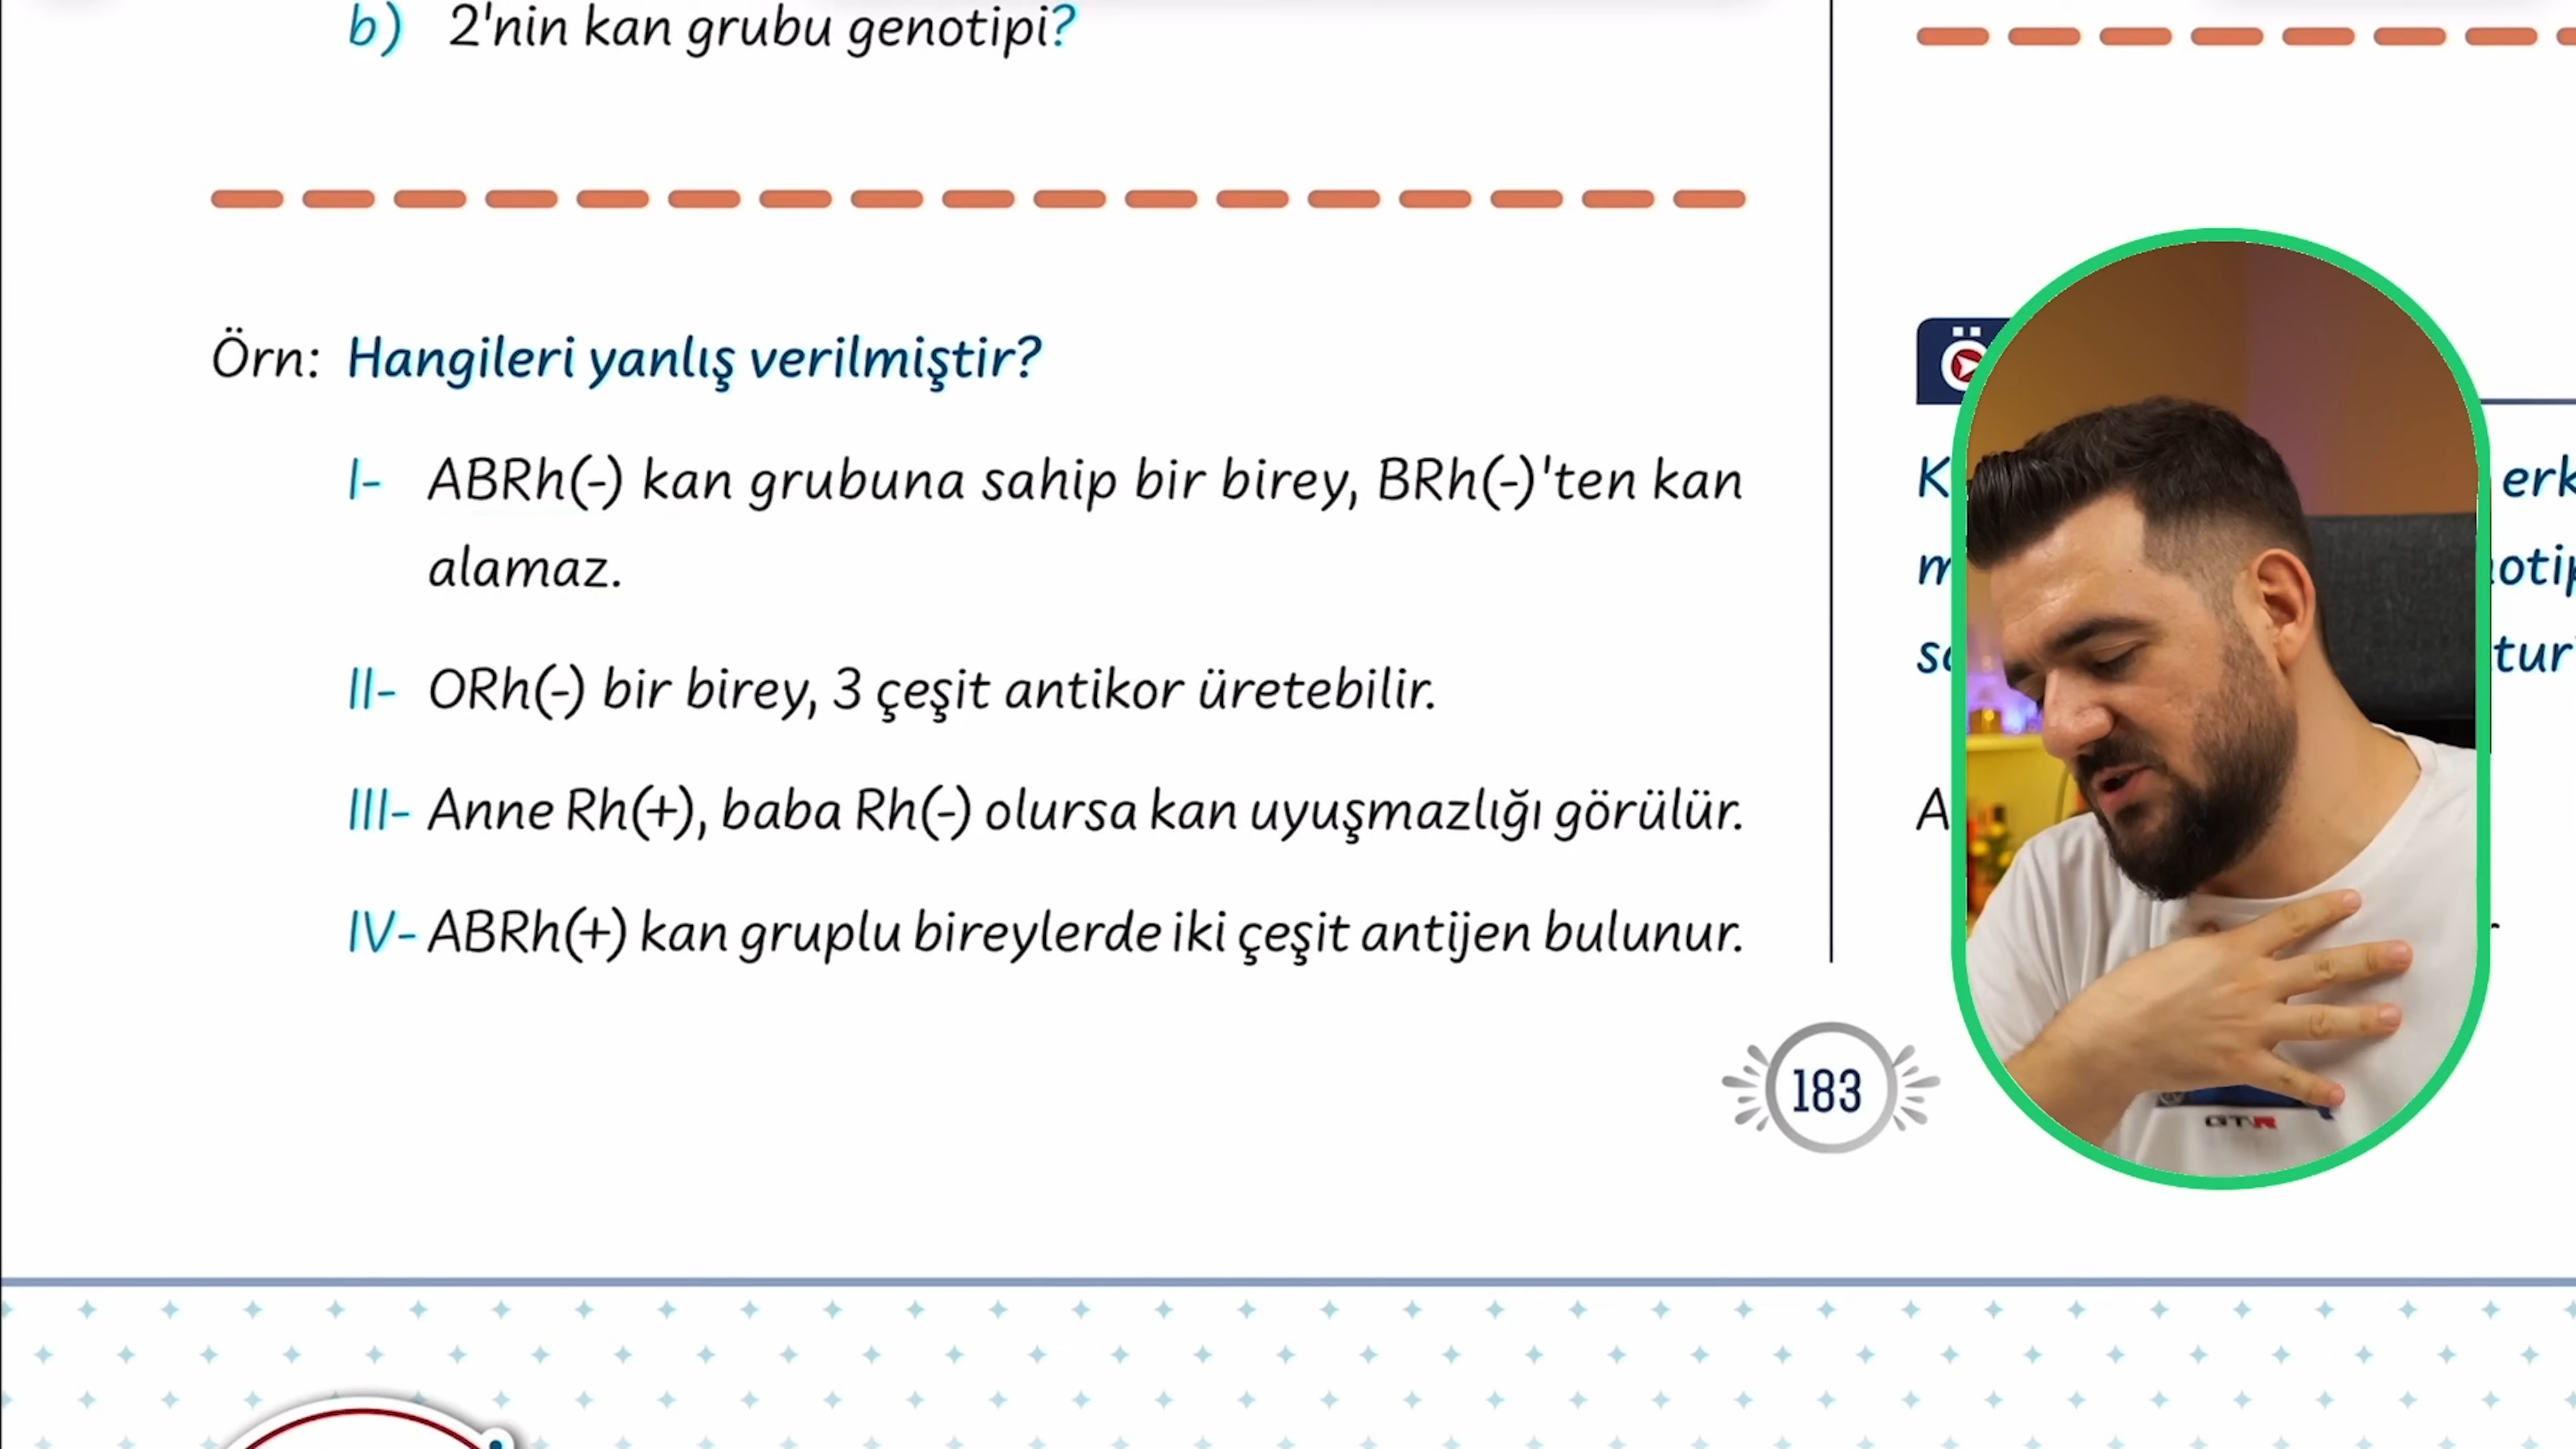 b) 2'nin kan grubu genotipi?
Örn: Hangileri yanlış verilmiştir?
I- ABRh(-) kan grubuna sahip bir birey, BRh(-)'ten kan
alamaz.
II- ORh(-) bir birey, 3 çeşit antikor üretebilir.
III- Anne Rh(+), baba Rh(-) olursa kan uyuşmazlığı görülür.
IV- ABRh(+) kan gruplu bireylerde iki çeşit antijen bulunur.
183
GTR